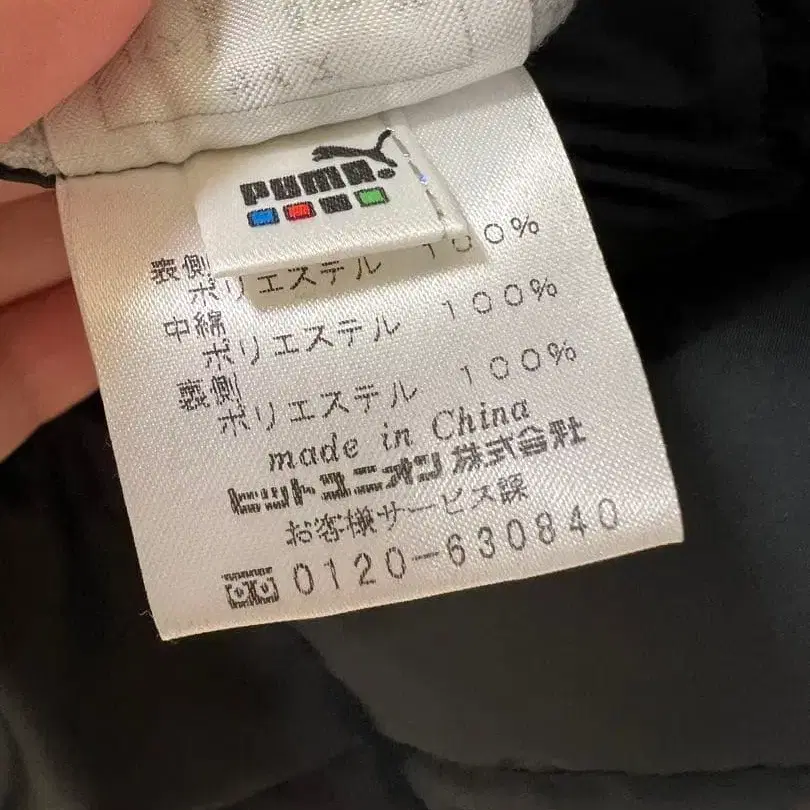 PUMA.
表側
ポリエステル 100%
中綿
ポリエステル 100%
裏側
ポリエステル 100%
made in China
ヒットユニオン株式会社
お客様サービス課
0120-630840